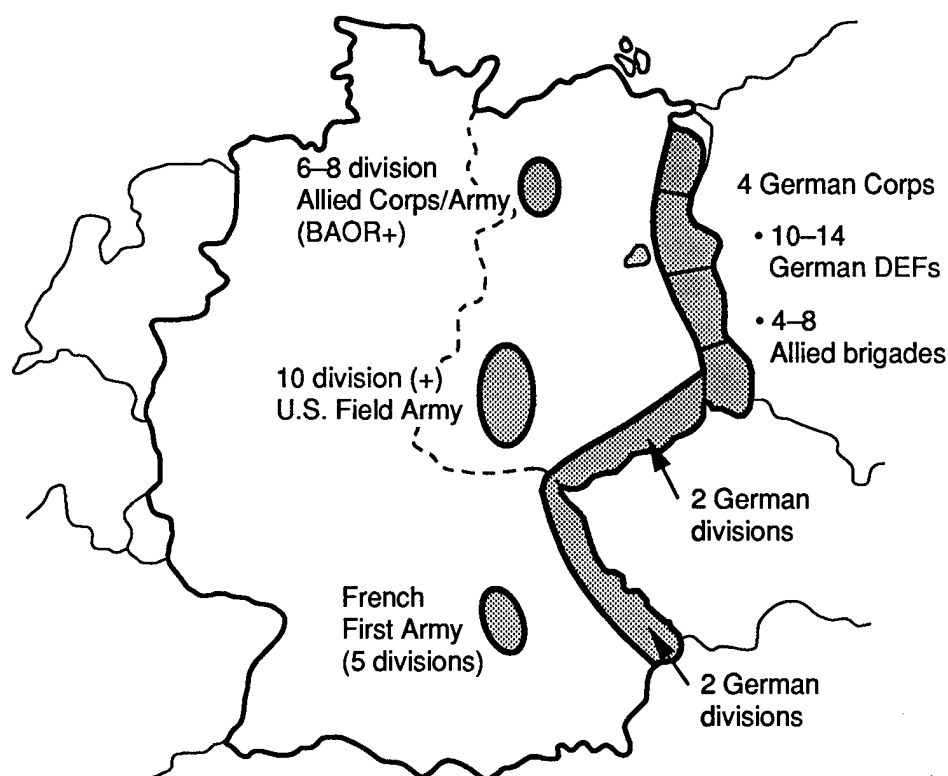 6–8 division
Allied Corps/Army
(BAOR+)
4 German Corps
• 10–14
German DEFs
• 4–8
Allied brigades
10 division (+)
U.S. Field Army
2 German
divisions
French
First Army
(5 divisions)
2 German
divisions